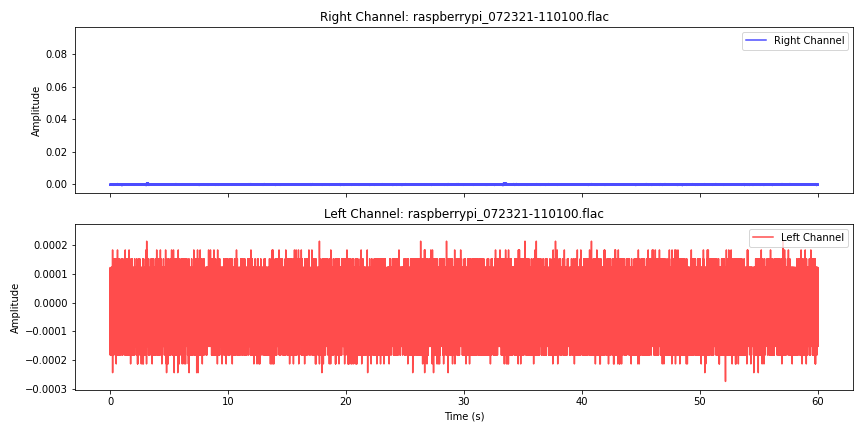 Right Channel: raspberrypi_072321-110100.flac
Right Channel
0.08
0.06
0.04
0.02
0.00
Amplitude
Left Channel: raspberrypi_072321-110100.flac
Left Channel
0.0002
0.0001
0.0000
−0.0001
−0.0002
−0.0003
Amplitude
0 10 20 30 40 50 60
Time (s)